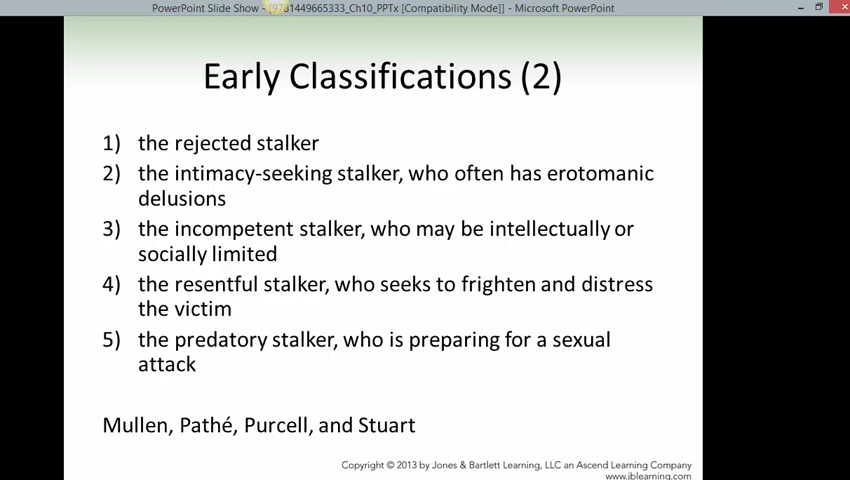 PowerPoint Slide Show - [9781449665333_Ch10_PPTx [Compatibility Mode]] - Microsoft PowerPoint
Early Classifications (2)
1) the rejected stalker
2) the intimacy-seeking stalker, who often has erotomanic
delusions
3) the incompetent stalker, who may be intellectually or
socially limited
4) the resentful stalker, who seeks to frighten and distress
the victim
5) the predatory stalker, who is preparing for a sexual
attack
Mullen, Pathé, Purcell, and Stuart
Copyright © 2013 by Jones & Bartlett Learning, LLC an Ascend Learning Company
www.jblearning.com